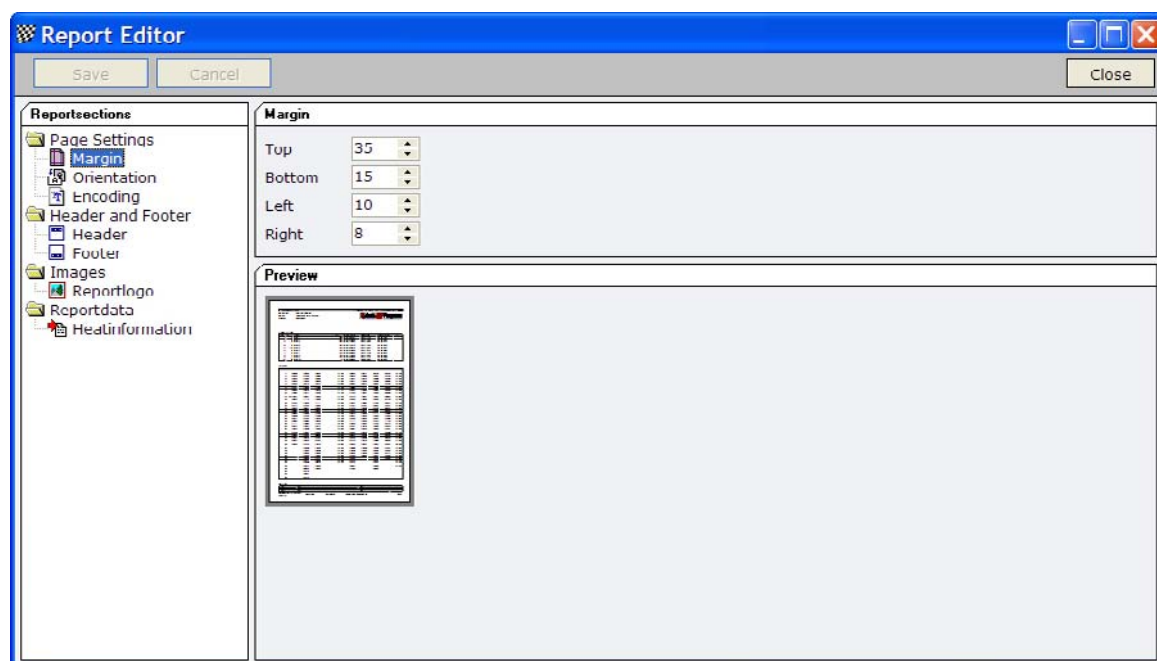 Report Editor
Save Cancel Close
Reportsections
Page Settings
Margin
Orientation
Encoding
Header and Footer
Header
Footer
Images
Reportlogo
Reportdata
Heatinformation
Margin
Top 35
Bottom 15
Left 10
Right 8
Preview